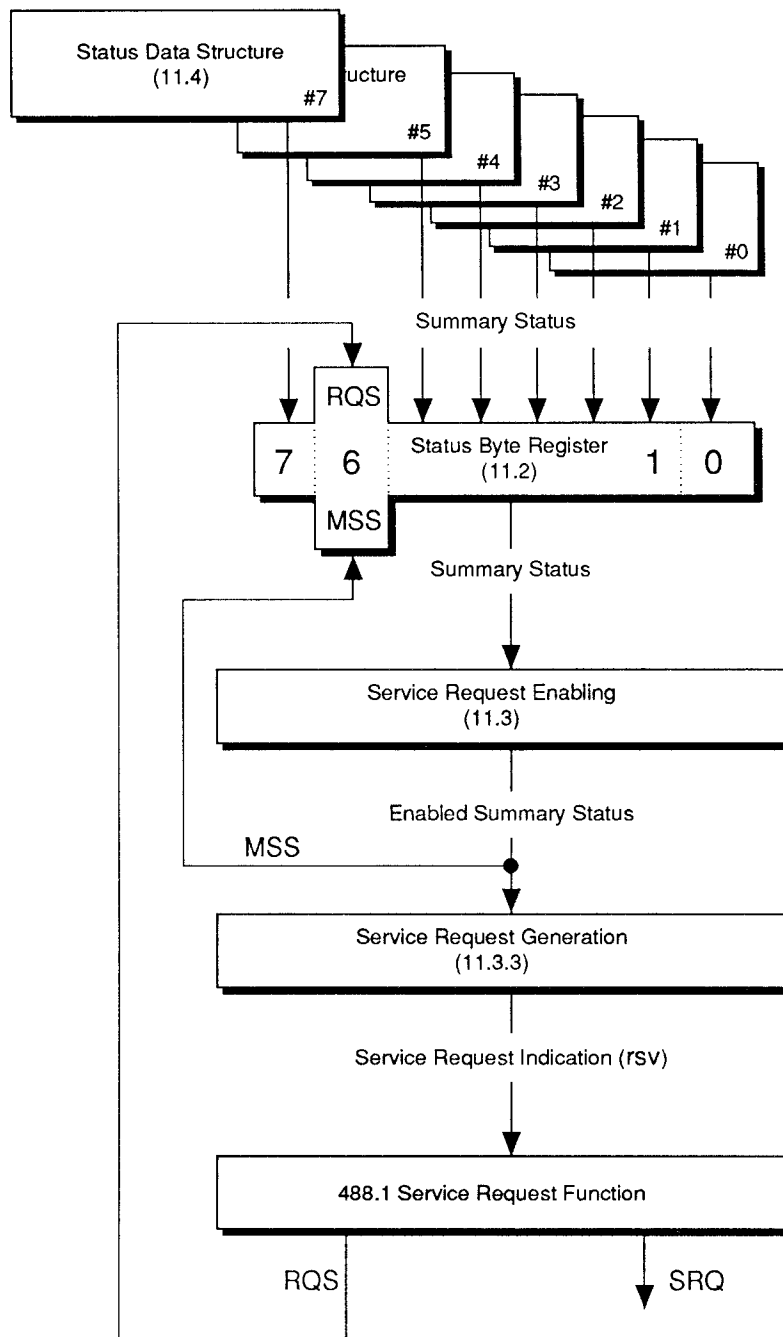 Status Data Structure
(11.4)
#7
ucture
#5
#4
#3
#2
#1
#0
Summary Status
RQS
7
6
Status Byte Register
(11.2)
1
0
MSS
Summary Status
Service Request Enabling
(11.3)
Enabled Summary Status
MSS
Service Request Generation
(11.3.3)
Service Request Indication (rsv)
488.1 Service Request Function
RQS
SRQ